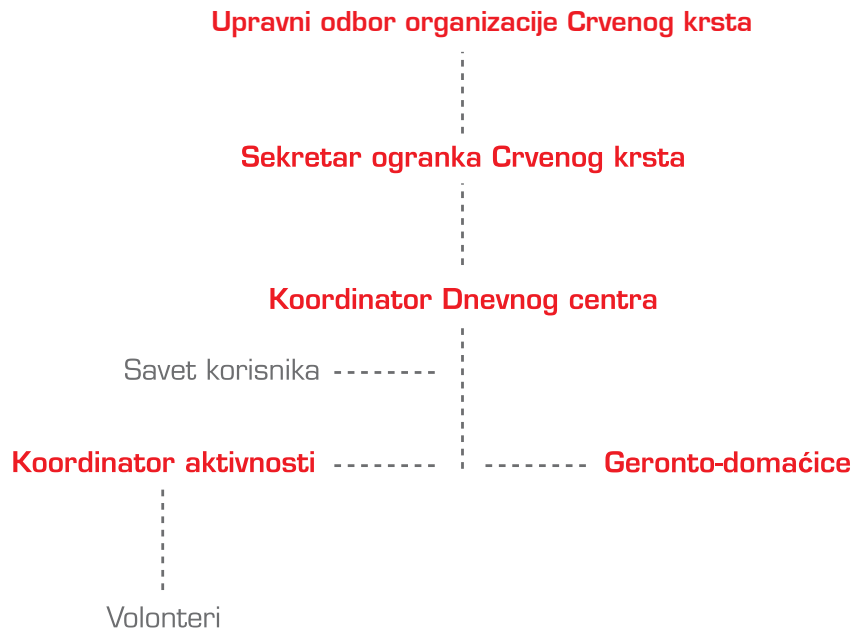 Upravni odbor organizacije Crvenog krsta
Sekretar ogranka Crvenog krsta
Koordinator Dnevnog centra
Savet korisnika
Koordinator aktivnosti
Geronto-domaćice
Volonteri